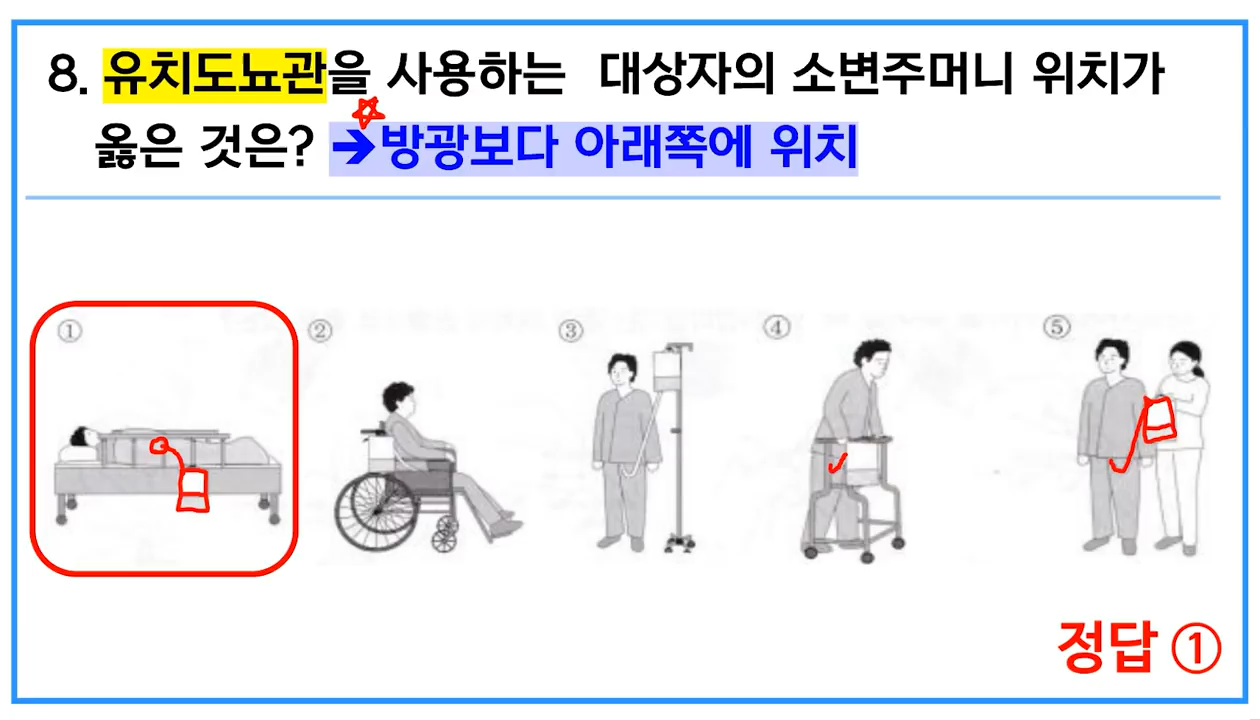 8. 유치도뇨관을 사용하는 대상자의 소변주머니 위치가
옳은 것은? ➔방광보다 아래쪽에 위치
① ② ③ ④ ⑤
정답 ①